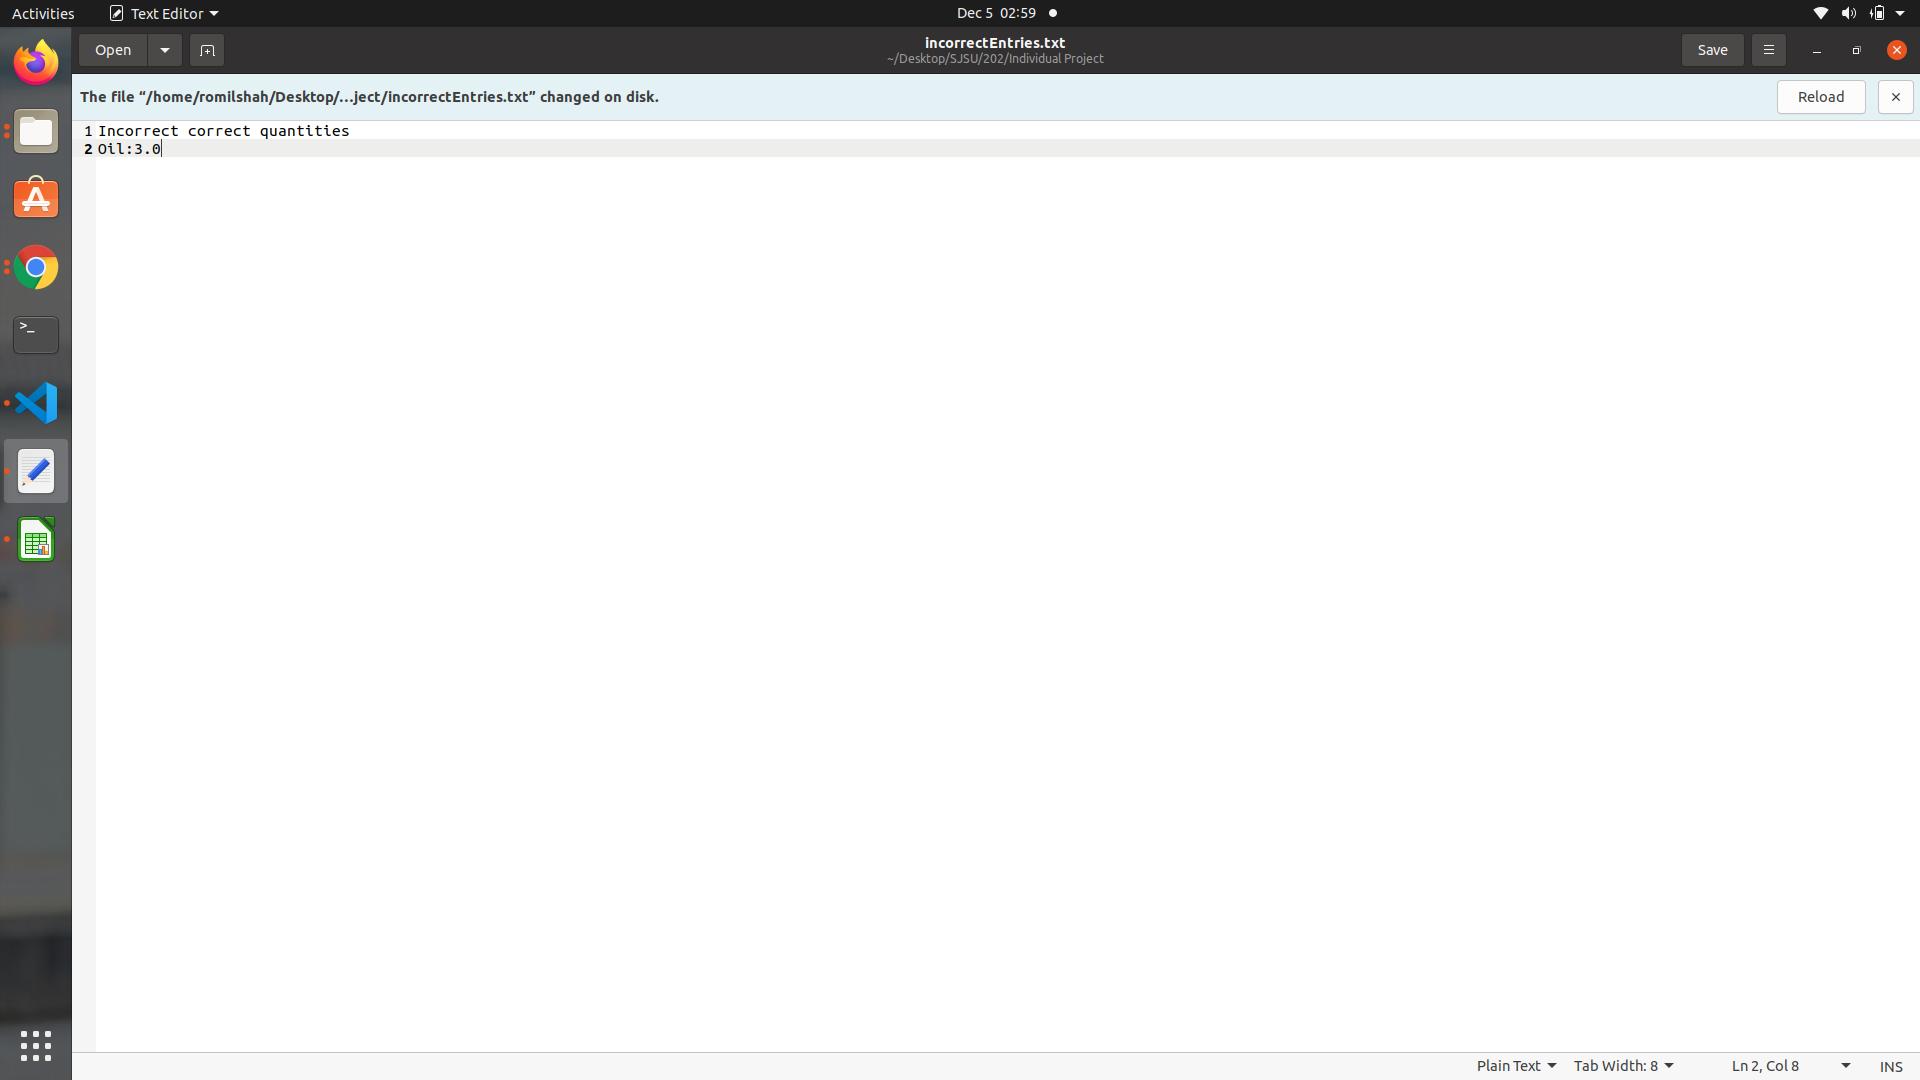 Activities Text Editor Dec 5 02:59
Open incorrectEntries.txt Save
~/Desktop/SJSU/202/Individual Project
The file “/home/romilshah/Desktop/…ject/incorrectEntries.txt” changed on disk. Reload
1 Incorrect correct quantities
2 Oil:3.0
Plain Text Tab Width: 8 Ln 2, Col 8 INS